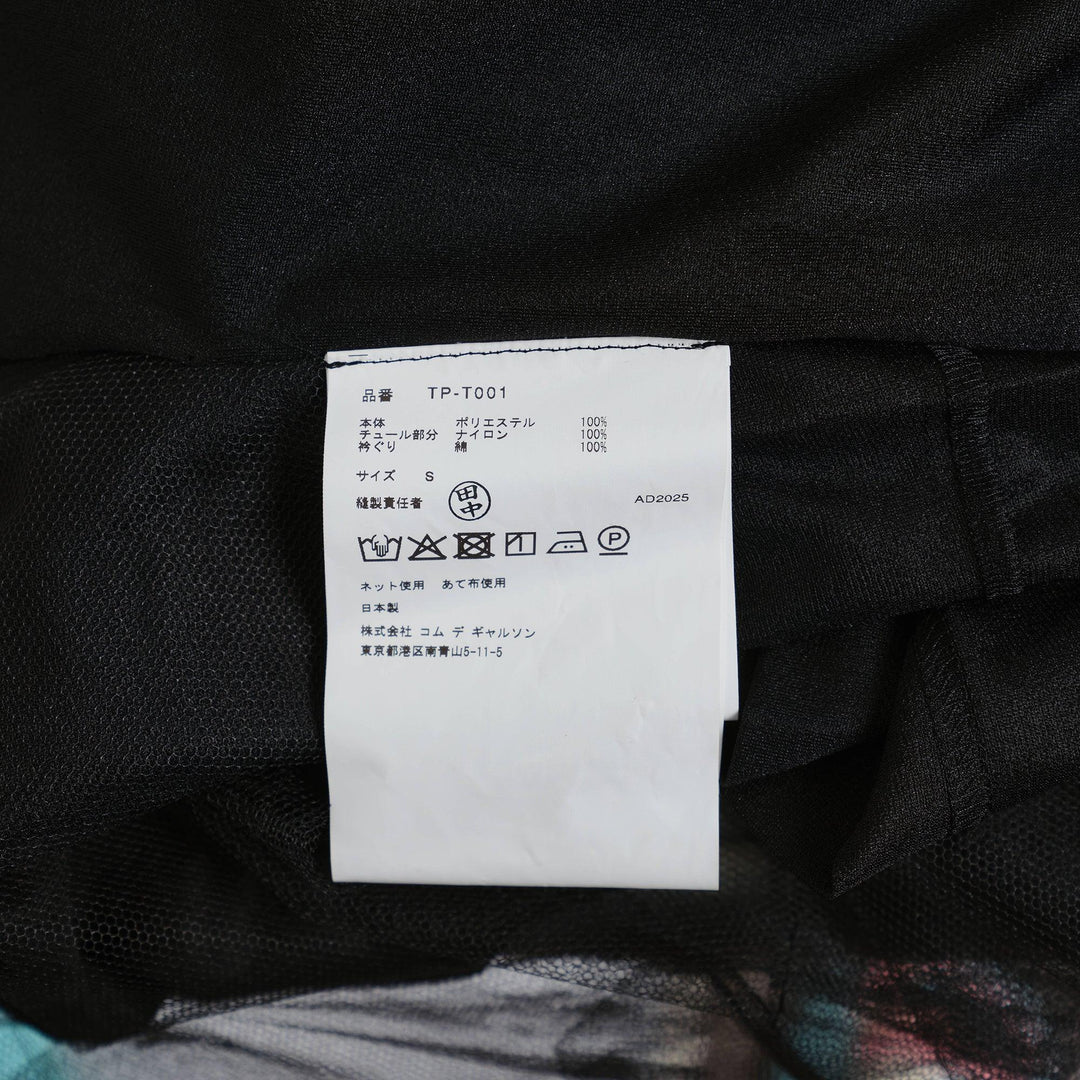 品番 TP-T001
本体 ポリエステル 100%
チュール部分 ナイロン 100%
衿ぐり 綿 100%
サイズ S
縫製責任者 田中 AD2025
P
ネット使用 あて布使用
日本製
株式会社 コム デ ギャルソン
東京都港区南青山5-11-5